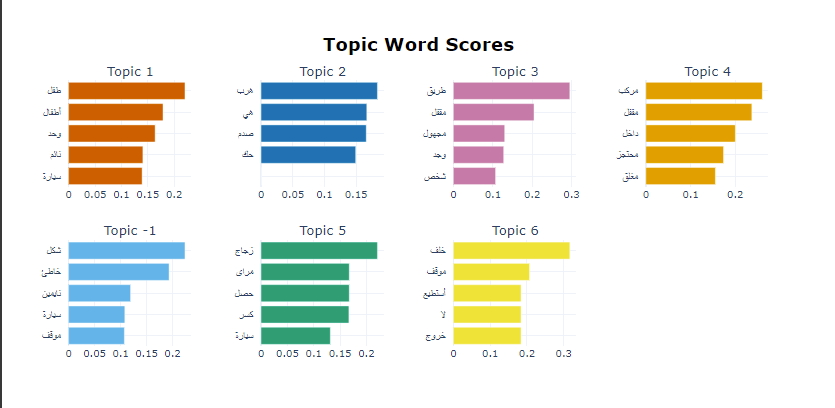 Topic Word Scores
Topic 1
طفل
أطفال
وحد
نائم
سيارة
0 0.05 0.1 0.15 0.2
Topic 2
هرب
هي
صدم
حك
0 0.05 0.1 0.15
Topic 3
طريق
مقفل
مجهول
وجد
شخص
0 0.1 0.2 0.3
Topic 4
مركب
مقفل
داخل
محتجز
مغلق
0 0.1 0.2
Topic -1
شكل
خاطئ
نايمين
سيارة
موقف
0 0.05 0.1 0.15 0.2
Topic 5
زجاج
مراى
حصل
كسر
سيارة
0 0.05 0.1 0.15 0.2
Topic 6
خلف
موقف
أستطيع
لا
خروج
0 0.1 0.2 0.3